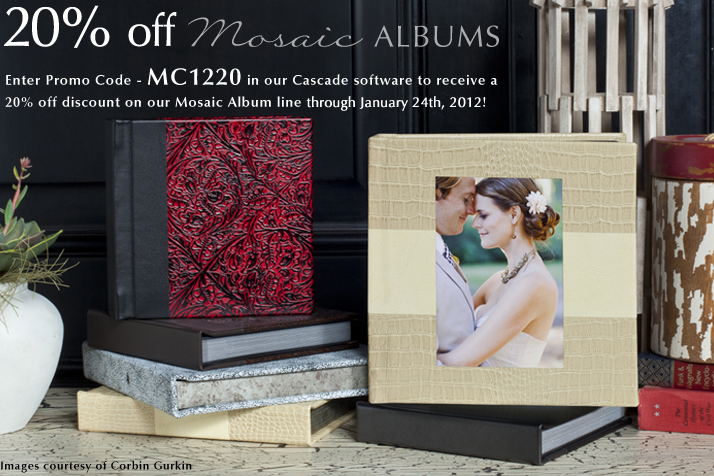 20% off Mosaic ALBUMS
Enter Promo Code - MC1220 in our Cascade software to receive a
20% off discount on our Mosaic Album line through January 24th, 2012!
New
Images courtesy of Corbin Gurkin